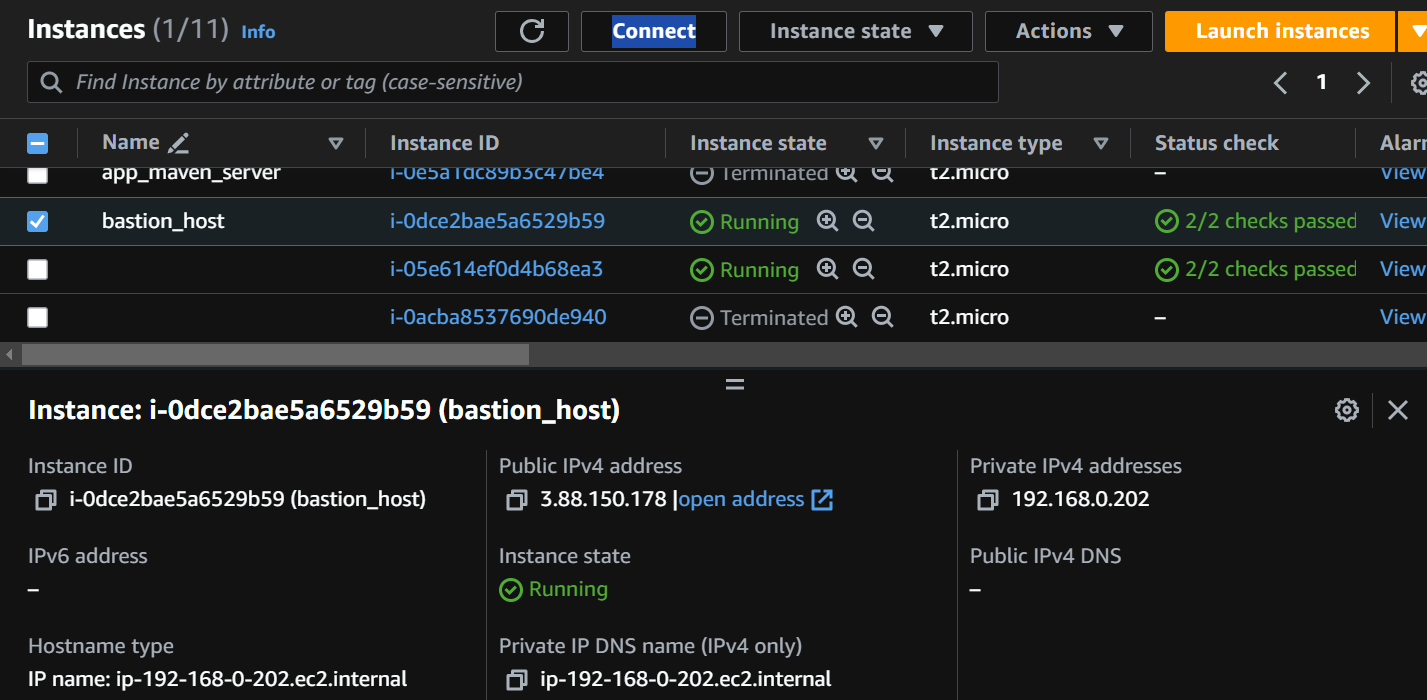 Instances (1/11) Info Connect Instance state Actions Launch instances
Find Instance by attribute or tag (case-sensitive) 1
Name Instance ID Instance state Instance type Status check Alarr
app_maven_server i-0e5a1dc89b3c47be4 Terminated t2.micro – View
bastion_host i-0dce2bae5a6529b59 Running t2.micro 2/2 checks passed View
i-05e614ef0d4b68ea3 Running t2.micro 2/2 checks passed View
i-0acba8537690de940 Terminated t2.micro – View
Instance: i-0dce2bae5a6529b59 (bastion_host)
Instance ID Public IPv4 address Private IPv4 addresses
i-0dce2bae5a6529b59 (bastion_host) 3.88.150.178 |open address 192.168.0.202
IPv6 address Instance state Public IPv4 DNS
– Running –
Hostname type Private IP DNS name (IPv4 only)
IP name: ip-192-168-0-202.ec2.internal ip-192-168-0-202.ec2.internal